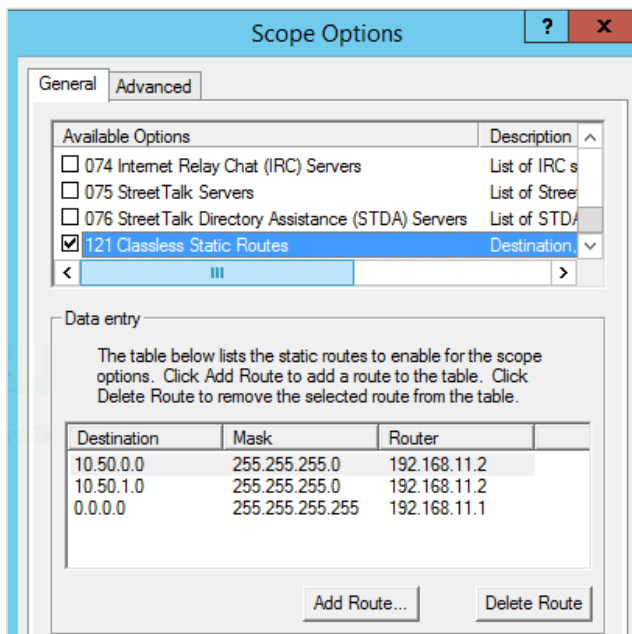 Scope Options
? x
General Advanced
Available Options Description
074 Internet Relay Chat (IRC) Servers List of IRC s
075 StreetTalk Servers List of Street
076 StreetTalk Directory Assistance (STDA) Servers List of STDA
121 Classless Static Routes Destination,
Data entry
The table below lists the static routes to enable for the scope
options. Click Add Route to add a route to the table. Click
Delete Route to remove the selected route from the table.
Destination Mask Router
10.50.0.0 255.255.255.0 192.168.11.2
10.50.1.0 255.255.255.0 192.168.11.2
0.0.0.0 255.255.255.255 192.168.11.1
Add Route... Delete Route